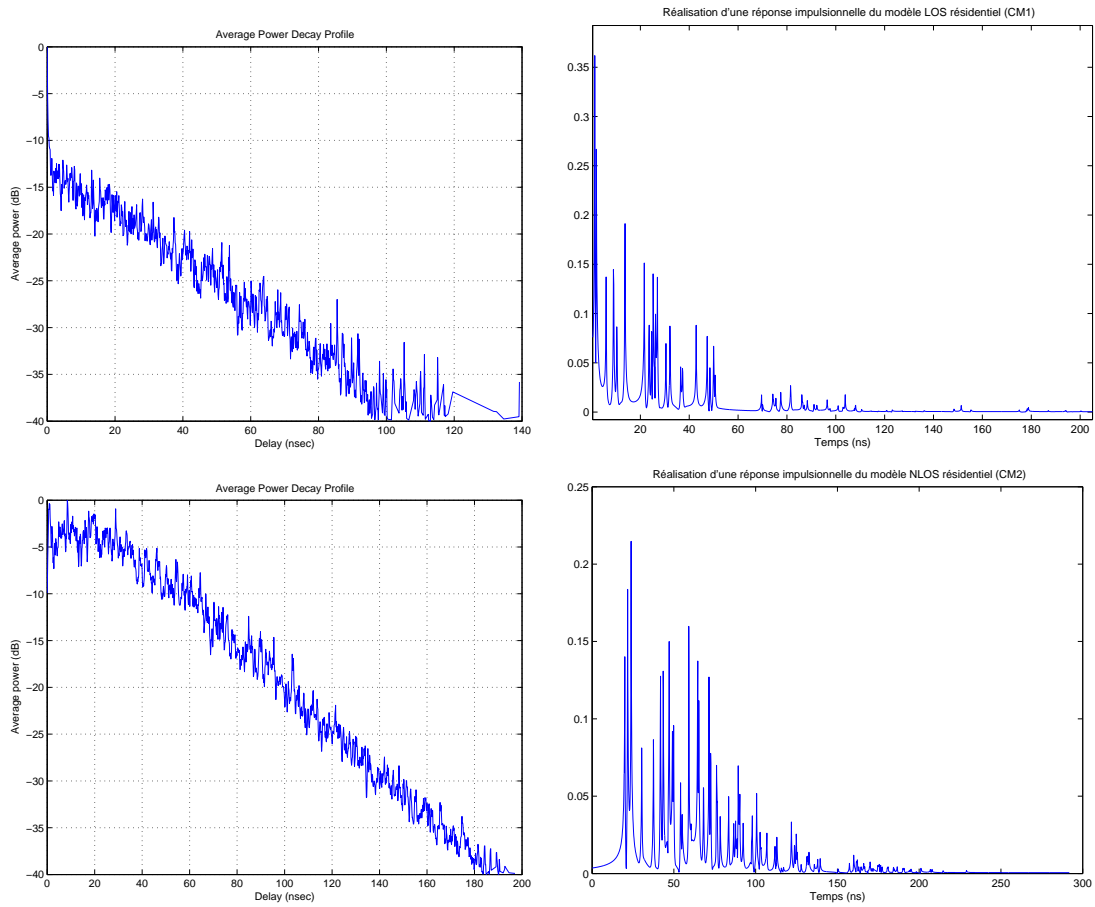 Average Power Decay Profile
0
−5
−10
−15
−20
−25
−30
−35
−40
Average power (dB)
0 20 40 60 80 100 120 140
Delay (nsec)
Réalisation d'une réponse impulsionnelle du modèle LOS résidentiel (CM1)
0.35
0.3
0.25
0.2
0.15
0.1
0.05
0
20 40 60 80 100 120 140 160 180 200
Temps (ns)
Average Power Decay Profile
0
−5
−10
−15
−20
−25
−30
−35
−40
Average power (dB)
0 20 40 60 80 100 120 140 160 180 200
Delay (nsec)
Réalisation d'une réponse impulsionnelle du modèle NLOS résidentiel (CM2)
0.25
0.2
0.15
0.1
0.05
0
0 50 100 150 200 250 300
Temps (ns)